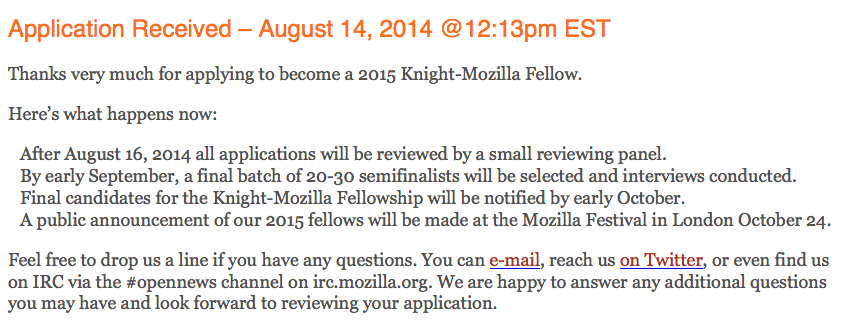 Application Received – August 14, 2014 @12:13pm EST
Thanks very much for applying to become a 2015 Knight-Mozilla Fellow.
Here’s what happens now:
After August 16, 2014 all applications will be reviewed by a small reviewing panel.
By early September, a final batch of 20-30 semifinalists will be selected and interviews conducted.
Final candidates for the Knight-Mozilla Fellowship will be notified by early October.
A public announcement of our 2015 fellows will be made at the Mozilla Festival in London October 24.
Feel free to drop us a line if you have any questions. You can e-mail, reach us on Twitter, or even find us
on IRC via the #opennews channel on irc.mozilla.org. We are happy to answer any additional questions
you may have and look forward to reviewing your application.